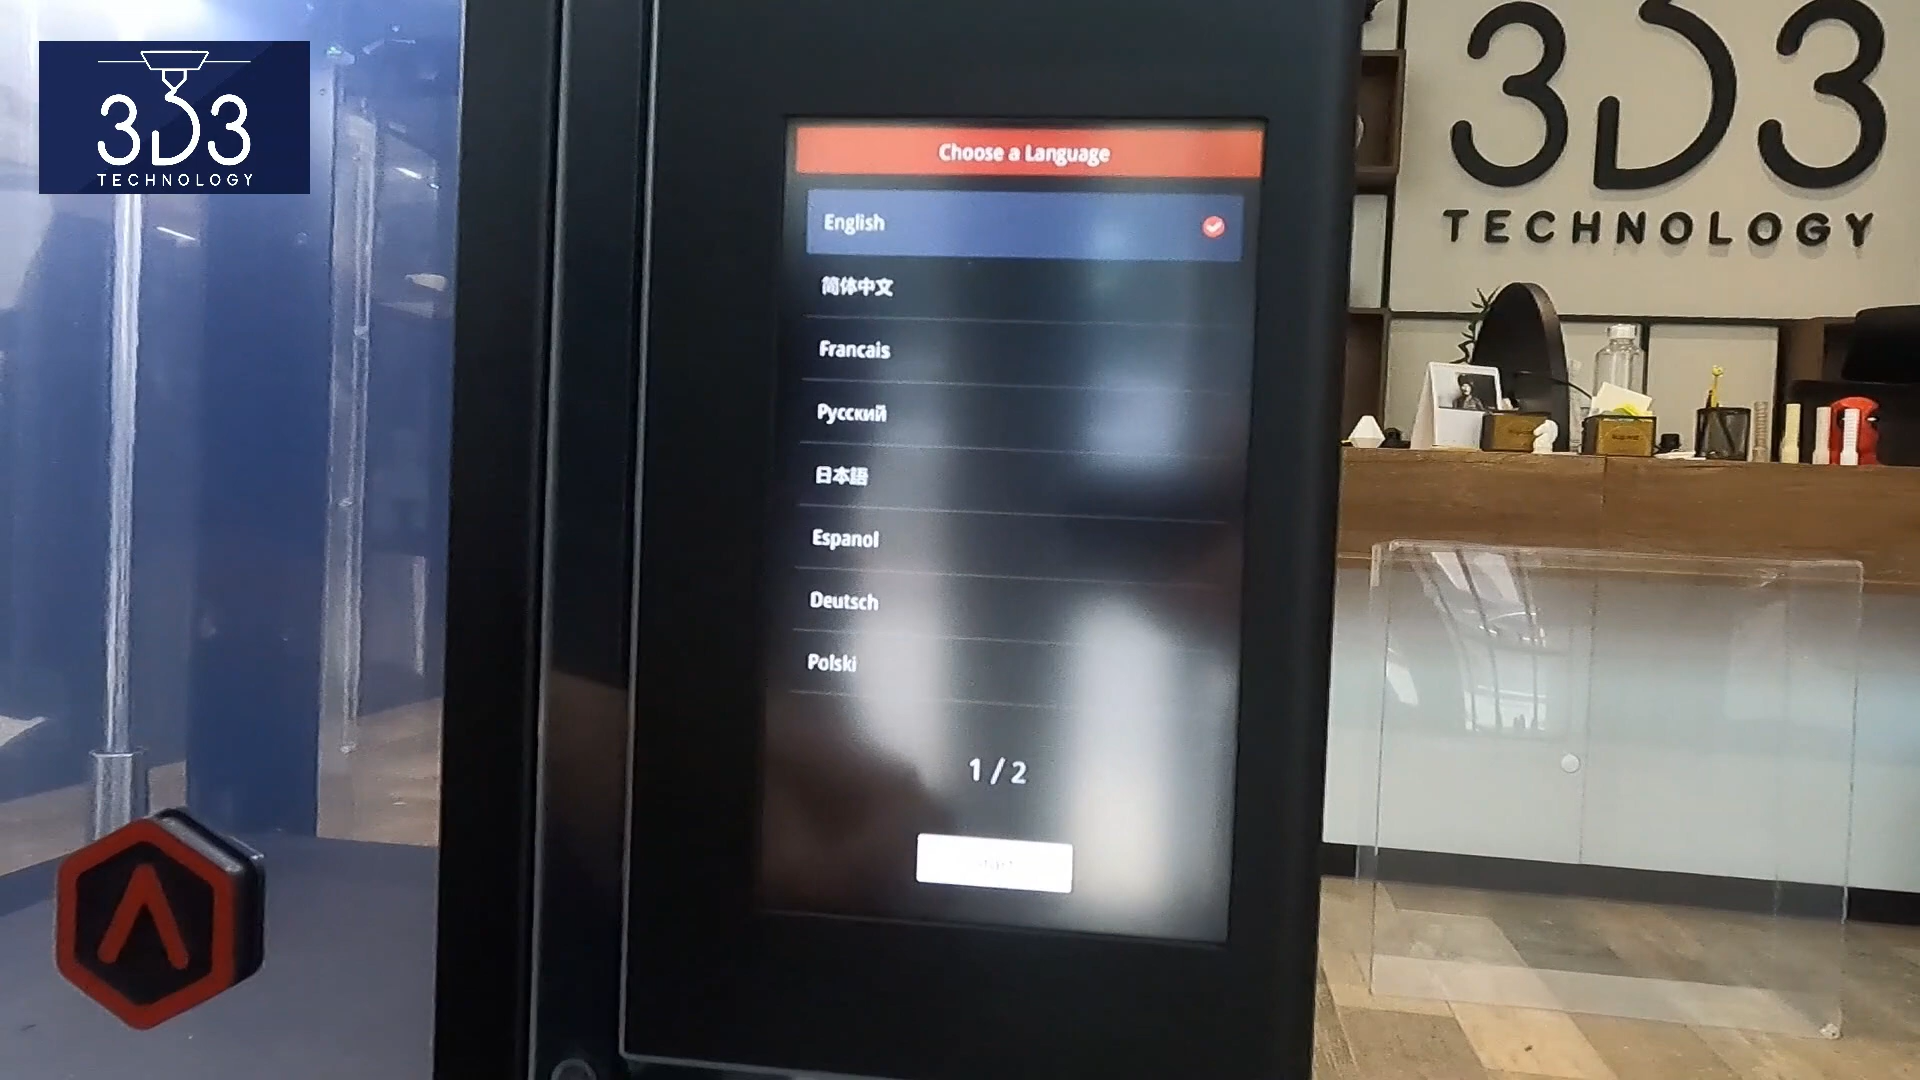 3D3
TECHNOLOGY
3D3
TECHNOLOGY
Choose a Language
English
简体中文
Francais
Русский
日本語
Espanol
Deutsch
Polski
1 / 2